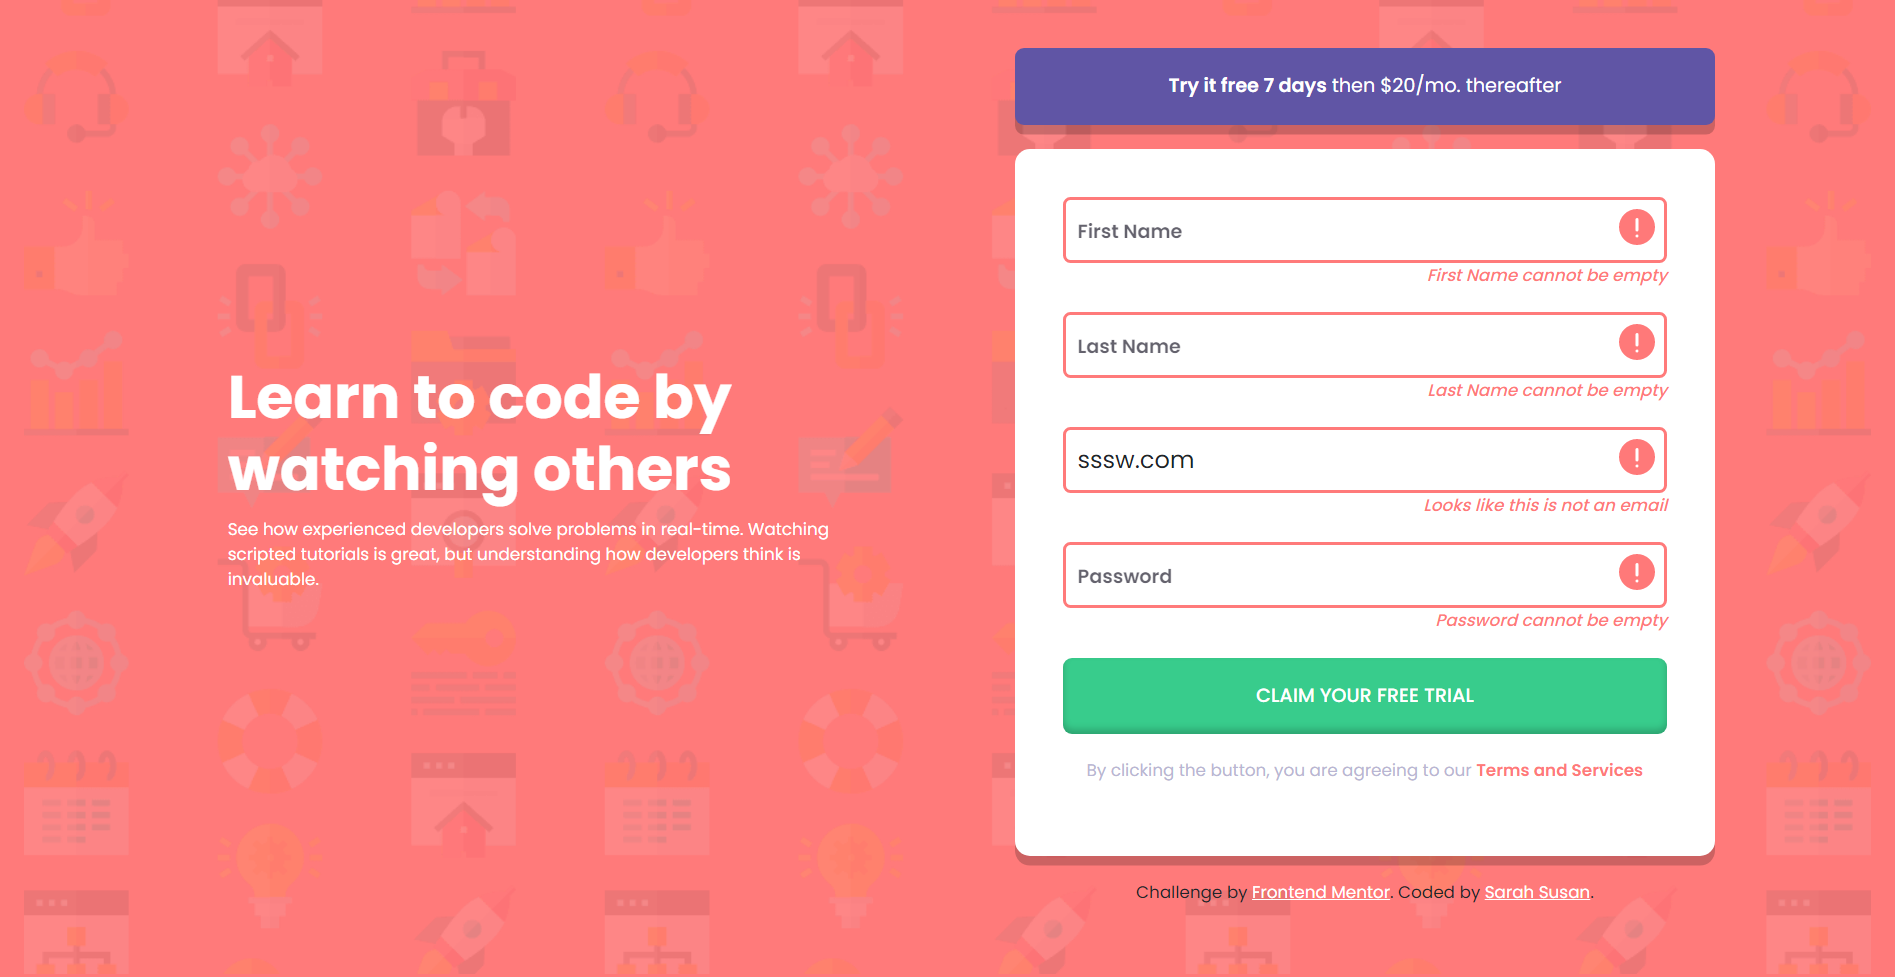 Learn to code by
watching others
See how experienced developers solve problems in real-time. Watching
scripted tutorials is great, but understanding how developers think is
invaluable.
Try it free 7 days then $20/mo. thereafter
First Name
First Name cannot be empty
Last Name
Last Name cannot be empty
sssw.com
Looks like this is not an email
Password
Password cannot be empty
CLAIM YOUR FREE TRIAL
By clicking the button, you are agreeing to our Terms and Services
Challenge by Frontend Mentor. Coded by Sarah Susan.